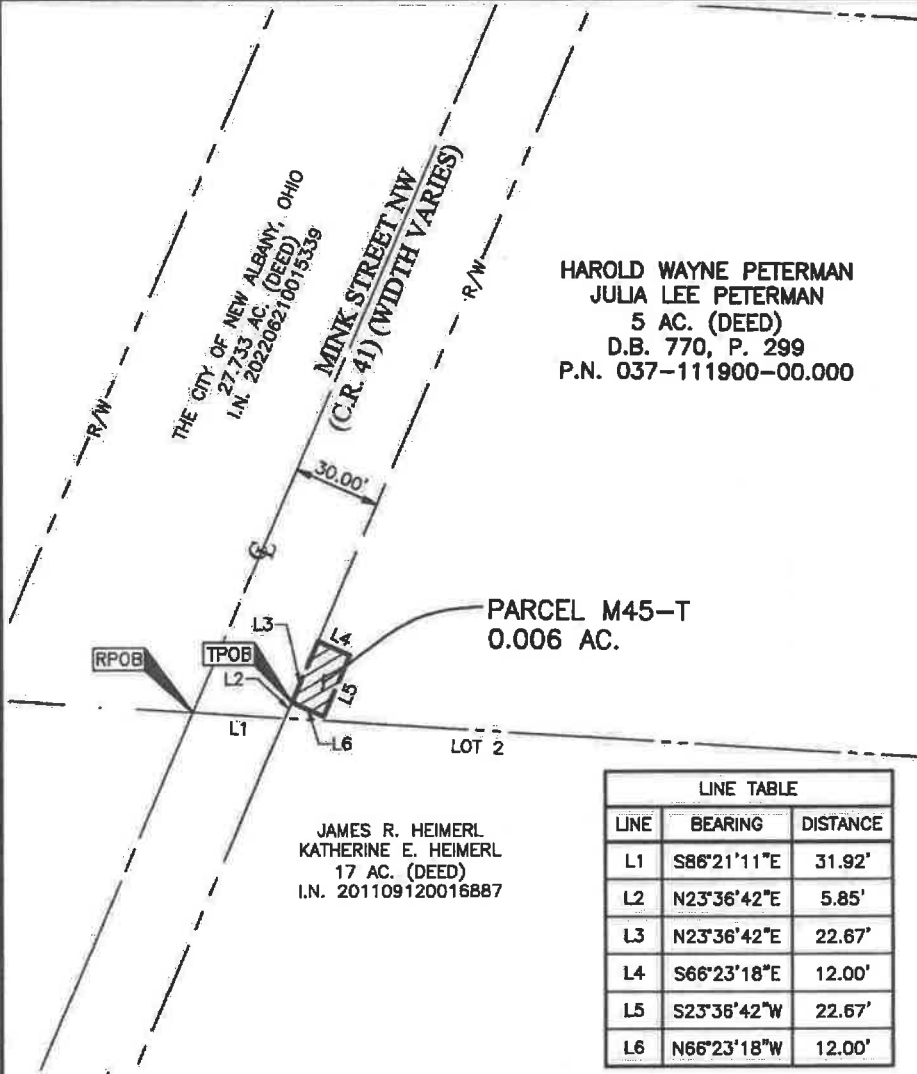 THE CITY OF NEW ALBANY, OHIO
27.733 AC. (DEED)
I.N. 202206210015339
R/W
MINK STREET NW
(C.R. 41) (WIDTH VARIES)
R/W
HAROLD WAYNE PETERMAN
JULIA LEE PETERMAN
5 AC. (DEED)
D.B. 770, P. 299
P.N. 037-111900-00.000
30.00'
CL
PARCEL M45-T
0.006 AC.
RPOB
TPOB
L3
L4
L2
L5
L1
L6
LOT 2
JAMES R. HEIMERL
KATHERINE E. HEIMERL
17 AC. (DEED)
I.N. 201109120016887
LINE TABLE
LINE BEARING DISTANCE
L1 S86°21'11"E 31.92'
L2 N23°36'42"E 5.85'
L3 N23°36'42"E 22.67'
L4 S66°23'18"E 12.00'
L5 S23°36'42"W 22.67'
L6 N66°23'18"W 12.00'